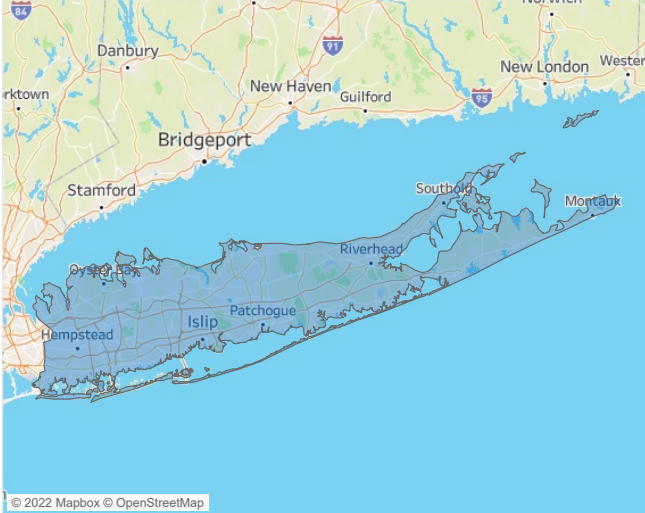 84
Norwich
Danbury
91
New London
Wester
rktown
New Haven
Guilford
95
Bridgeport
Stamford
Southold
Montauk
Riverhead
Oyster Bay
Patchogue
Islip
Hempstead
© 2022 Mapbox © OpenStreetMap